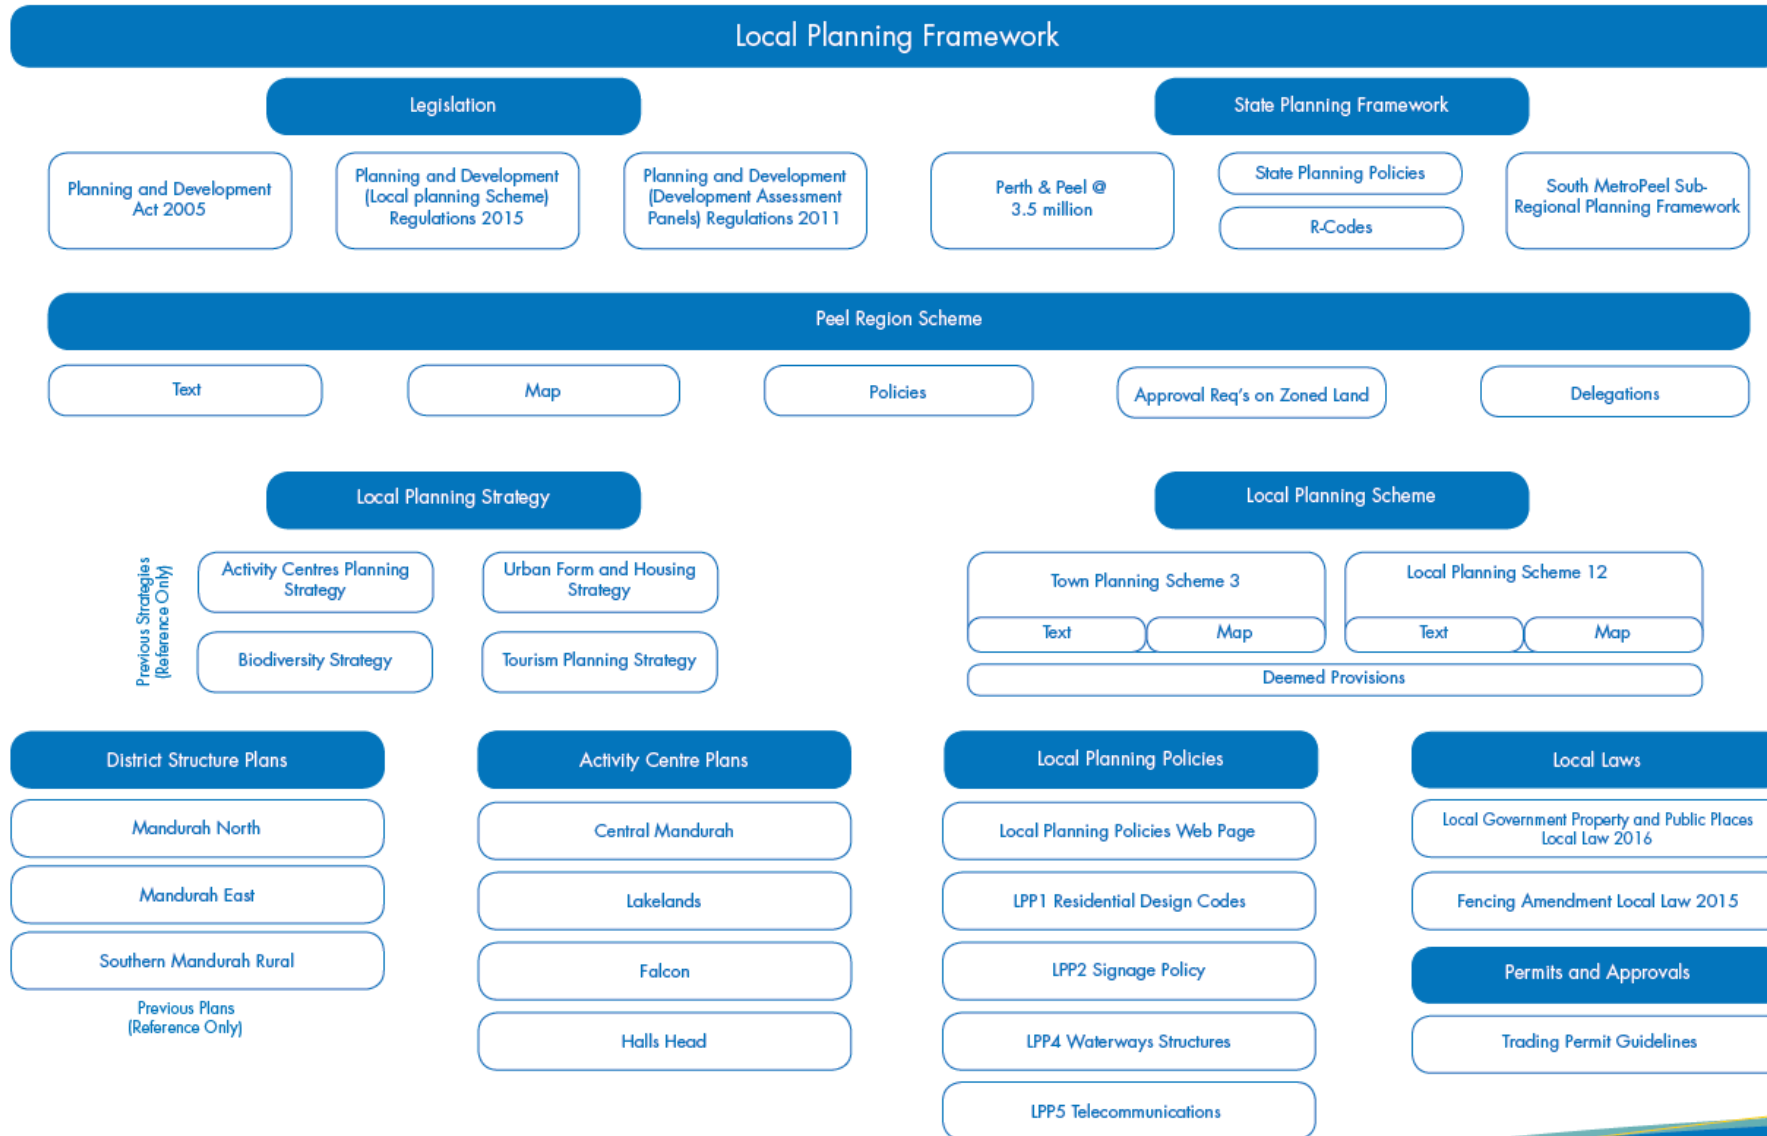 Local Planning Framework
Legislation
State Planning Framework
Planning and Development
Act 2005
Planning and Development
(Local planning Scheme)
Regulations 2015
Planning and Development
(Development Assessment
Panels) Regulations 2011
Perth & Peel @
3.5 million
State Planning Policies
R-Codes
South MetroPeel Sub-
Regional Planning Framework
Peel Region Scheme
Text
Map
Policies
Approval Req's on Zoned Land
Delegations
Local Planning Strategy
Local Planning Scheme
Previous Strategies
(Reference Only)
Activity Centres Planning
Strategy
Urban Form and Housing
Strategy
Biodiversity Strategy
Tourism Planning Strategy
Town Planning Scheme 3
Text
Map
Local Planning Scheme 12
Text
Map
Deemed Provisions
District Structure Plans
Mandurah North
Mandurah East
Southern Mandurah Rural
Previous Plans
(Reference Only)
Activity Centre Plans
Central Mandurah
Lakelands
Falcon
Halls Head
Local Planning Policies
Local Planning Policies Web Page
LPP1 Residential Design Codes
LPP2 Signage Policy
LPP4 Waterways Structures
LPP5 Telecommunications
Local Laws
Local Government Property and Public Places
Local Law 2016
Fencing Amendment Local Law 2015
Permits and Approvals
Trading Permit Guidelines